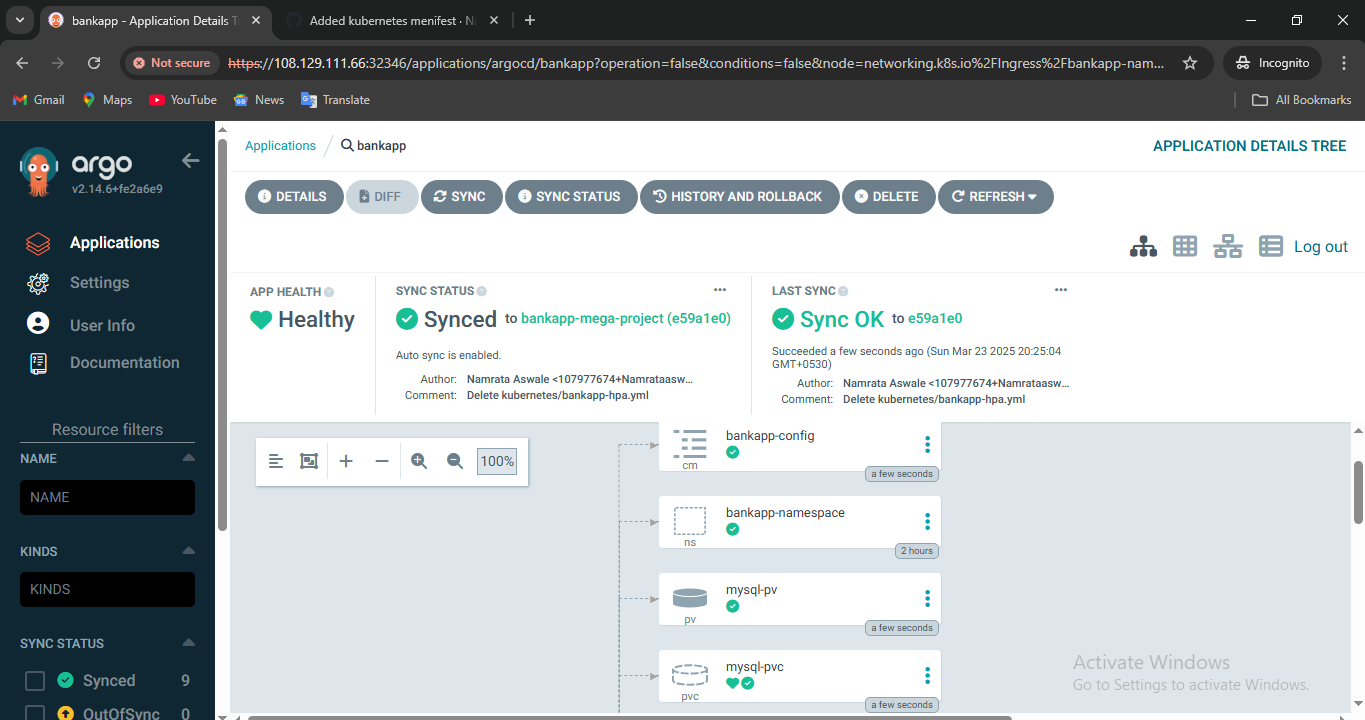 bankapp - Application Details T
Added kubernetes menifest · N
Not secure
https://108.129.111.66:32346/applications/argocd/bankapp?operation=false&conditions=false&node=networking.k8s.io%2FIngress%2Fbankapp-nam...
Incognito
Gmail
Maps
YouTube
News
Translate
All Bookmarks
argo
v2.14.6+fe2a6e9
Applications
Settings
User Info
Documentation
Resource filters
NAME
NAME
KINDS
KINDS
SYNC STATUS
Synced 9
OutOfSync 0
Applications
bankapp
APPLICATION DETAILS TREE
DETAILS
DIFF
SYNC
SYNC STATUS
HISTORY AND ROLLBACK
DELETE
REFRESH
Log out
APP HEALTH
Healthy
SYNC STATUS
Synced to bankapp-mega-project (e59a1e0)
Auto sync is enabled.
Author: Namrata Aswale <107977674+Namrataasw...
Comment: Delete kubernetes/bankapp-hpa.yml
LAST SYNC
Sync OK to e59a1e0
Succeeded a few seconds ago (Sun Mar 23 2025 20:25:04
GMT+0530)
Author: Namrata Aswale <107977674+Namrataasw...
Comment: Delete kubernetes/bankapp-hpa.yml
100%
bankapp-config
cm
a few seconds
bankapp-namespace
ns
2 hours
mysql-pv
pv
a few seconds
mysql-pvc
pvc
a few seconds
Activate Windows
Go to Settings to activate Windows.